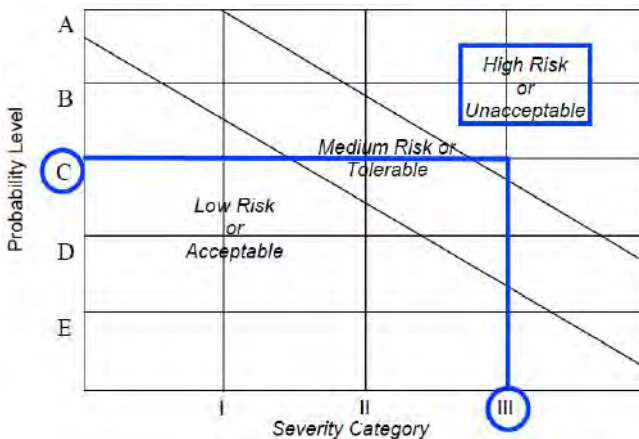 A
High Risk
or
Unacceptable
B
Medium Risk or
Tolerable
C
Probability Level
Low Risk
or
Acceptable
D
E
I
II
III
Severity Category